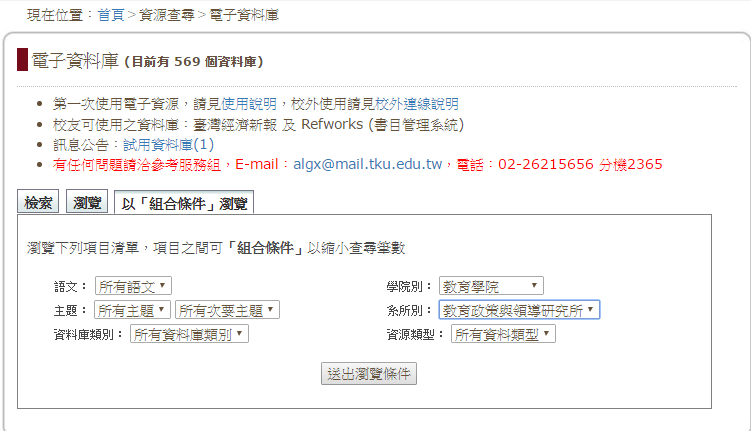 現在位置：首頁 > 資源查尋 > 電子資料庫
電子資料庫 (目前有 569 個資料庫)
第一次使用電子資源，請見使用說明，校外使用請見校外連線說明
校友可使用之資料庫：臺灣經濟新報 及 Refworks (書目管理系統)
訊息公告：試用資料庫(1)
有任何問題請洽參考服務組，E-mail：algx@mail.tku.edu.tw，電話：02-26215656 分機2365
檢索 瀏覽 以「組合條件」瀏覽
瀏覽下列項目清單，項目之間可「組合條件」以縮小查尋筆數
語文： 所有語文 學院別： 教育學院
主題： 所有主題 所有次要主題 系所別： 教育政策與領導研究所
資料庫類別： 所有資料庫類別 資源類型： 所有資料類型
送出瀏覽條件